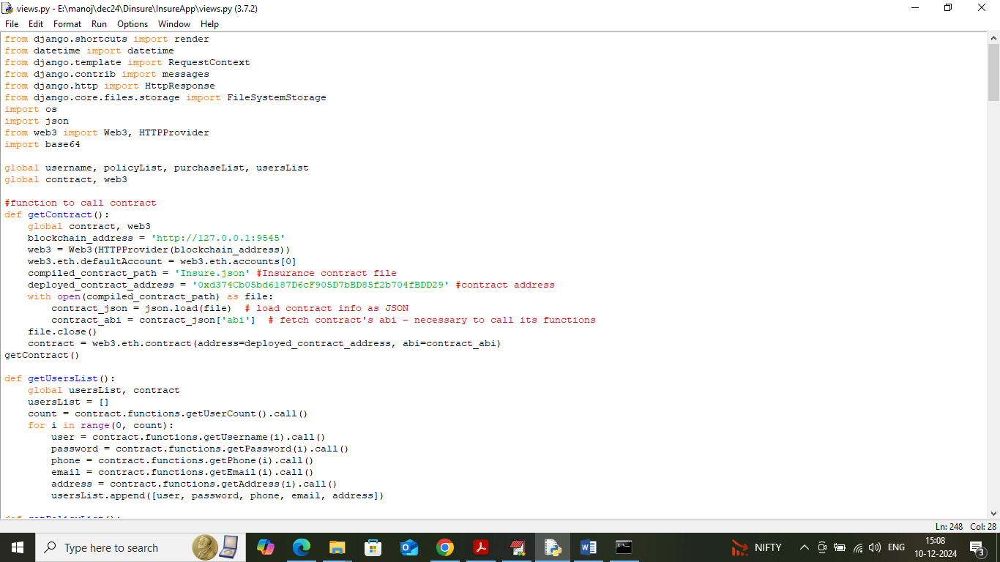 views.py - E:\manoj\dec24\Dinsure\InsureApp\views.py (3.7.2)
File Edit Format Run Options Window Help
from django.shortcuts import render
from datetime import datetime
from django.template import RequestContext
from django.contrib import messages
from django.http import HttpResponse
from django.core.files.storage import FileSystemStorage
import os
import json
from web3 import Web3, HTTPProvider
import base64

global username, policyList, purchaseList, usersList
global contract, web3

#function to call contract
def getContract():
    global contract, web3
    blockchain_address = 'http://127.0.0.1:9545'
    web3 = Web3(HTTPProvider(blockchain_address))
    web3.eth.defaultAccount = web3.eth.accounts[0]
    compiled_contract_path = 'Insure.json' #Insurance contract file
    deployed_contract_address = '0xd374Cb05bd6187D6cF905D7bBD85f2b704fBDD29' #contract address
    with open(compiled_contract_path) as file:
        contract_json = json.load(file)  # load contract info as JSON
        contract_abi = contract_json['abi']  # fetch contract's abi - necessary to call its functions
    file.close()
    contract = web3.eth.contract(address=deployed_contract_address, abi=contract_abi)
getContract()

def getUsersList():
    global usersList, contract
    usersList = []
    count = contract.functions.getUserCount().call()
    for i in range(0, count):
        user = contract.functions.getUsername(i).call()
        password = contract.functions.getPassword(i).call()
        phone = contract.functions.getPhone(i).call()
        email = contract.functions.getEmail(i).call()
        address = contract.functions.getAddress(i).call()
        usersList.append([user, password, phone, email, address])

Ln: 248 Col: 28
Type here to search
NIFTY
ENG
15:08
10-12-2024
3